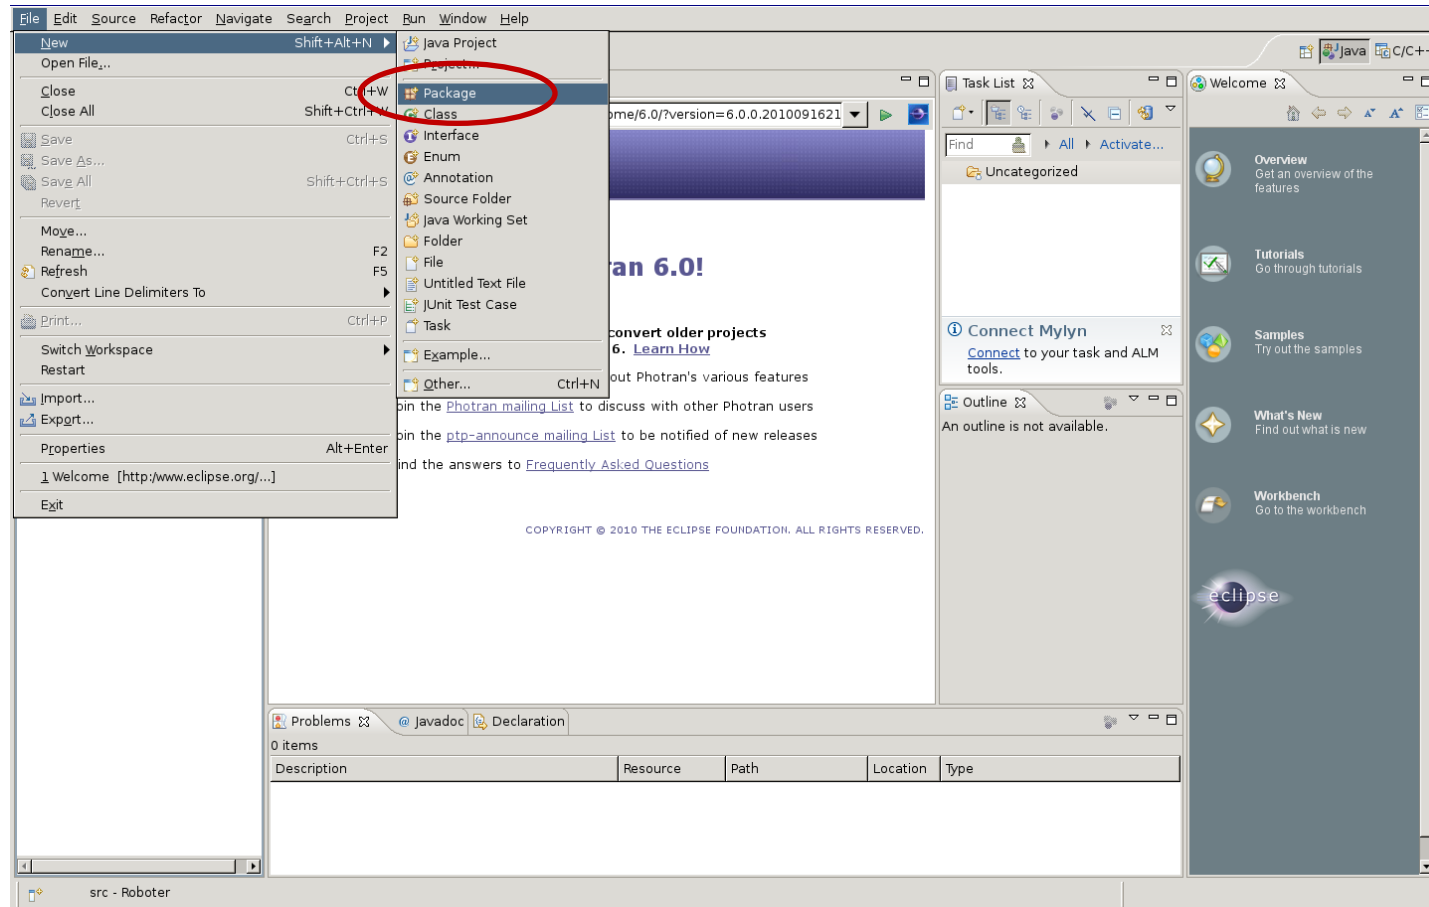 File Edit Source Refactor Navigate Search Project Run Window Help
New Shift+Alt+N
Open File...
Close Ctrl+W
Close All Shift+Ctrl+W
Save Ctrl+S
Save As...
Save All Shift+Ctrl+S
Revert
Move...
Rename... F2
Refresh F5
Convert Line Delimiters To
Print... Ctrl+P
Switch Workspace
Restart
Import...
Export...
Properties Alt+Enter
1 Welcome [http:/www.eclipse.org/...]
Exit
Java Project
Project...
Package
Class
Interface
Enum
Annotation
Source Folder
Java Working Set
Folder
File
Untitled Text File
JUnit Test Case
Task
Example...
Other... Ctrl+N
ome/6.0/?version=6.0.0.2010091621
an 6.0!
convert older projects
6. Learn How
out Photran's various features
oin the Photran mailing List to discuss with other Photran users
oin the ptp-announce mailing List to be notified of new releases
ind the answers to Frequently Asked Questions
COPYRIGHT © 2010 THE ECLIPSE FOUNDATION. ALL RIGHTS RESERVED.
Task List
Find All Activate...
Uncategorized
Connect Mylyn
Connect to your task and ALM
tools.
Outline
An outline is not available.
Java C/C+
Welcome
Overview
Get an overview of the
features
Tutorials
Go through tutorials
Samples
Try out the samples
What's New
Find out what is new
Workbench
Go to the workbench
eclipse
Problems @ Javadoc Declaration
0 items
Description Resource Path Location Type
src - Roboter